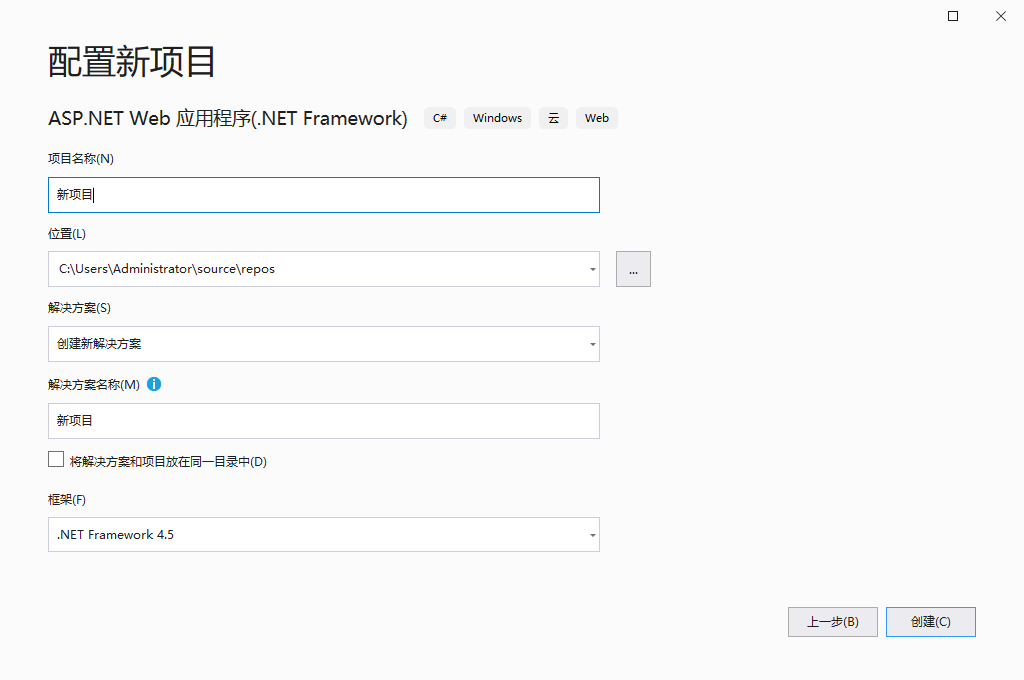 配置新项目
ASP.NET Web 应用程序(.NET Framework) C# Windows 云 Web
项目名称(N)
新项目
位置(L)
C:\Users\Administrator\source\repos
...
解决方案(S)
创建新解决方案
解决方案名称(M)
新项目
将解决方案和项目放在同一目录中(D)
框架(F)
.NET Framework 4.5
上一步(B) 创建(C)